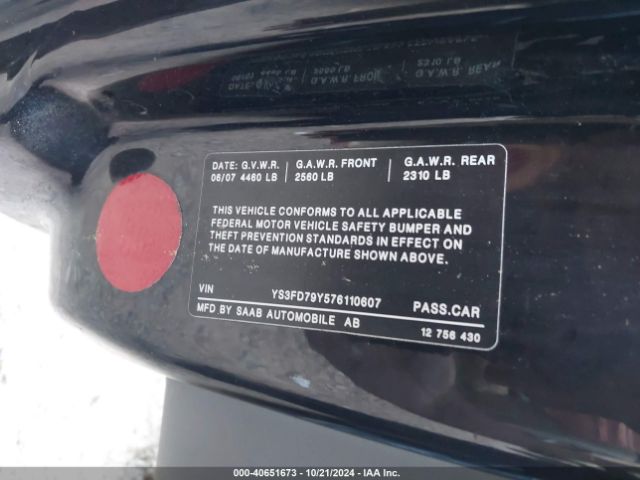 DATE: G.V.W.R. G.A.W.R. FRONT G.A.W.R. REAR
06/07 4460 LB 2560 LB 2310 LB
THIS VEHICLE CONFORMS TO ALL APPLICABLE
FEDERAL MOTOR VEHICLE SAFETY BUMPER AND
THEFT PREVENTION STANDARDS IN EFFECT ON
THE DATE OF MANUFACTURE SHOWN ABOVE.
VIN YS3FD79Y576110607 PASS.CAR
MFD BY SAAB AUTOMOBILE AB 12 756 430
000-40651673 - 10/21/2024 - IAA Inc.